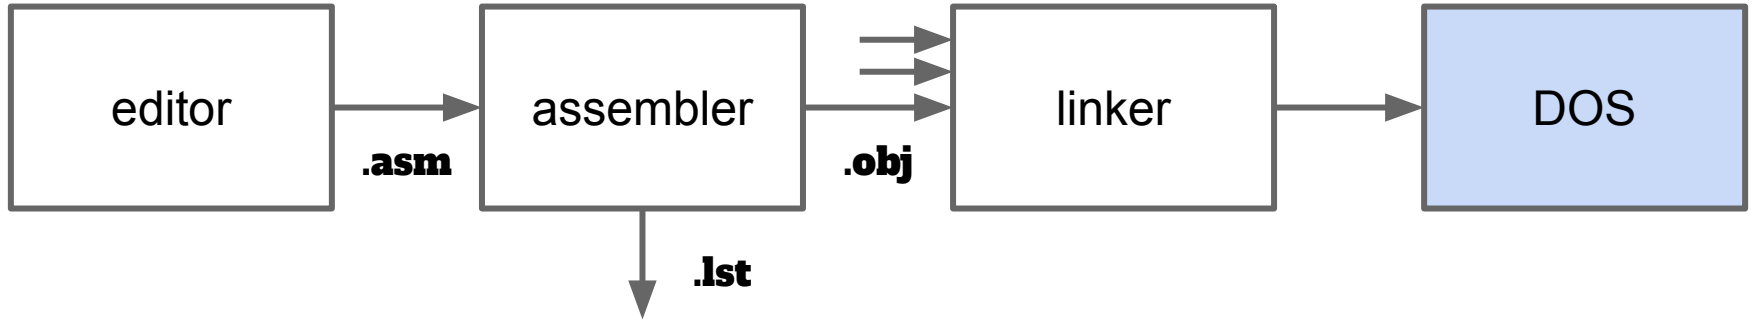 editor
assembler
linker
DOS
.asm
.obj
.lst